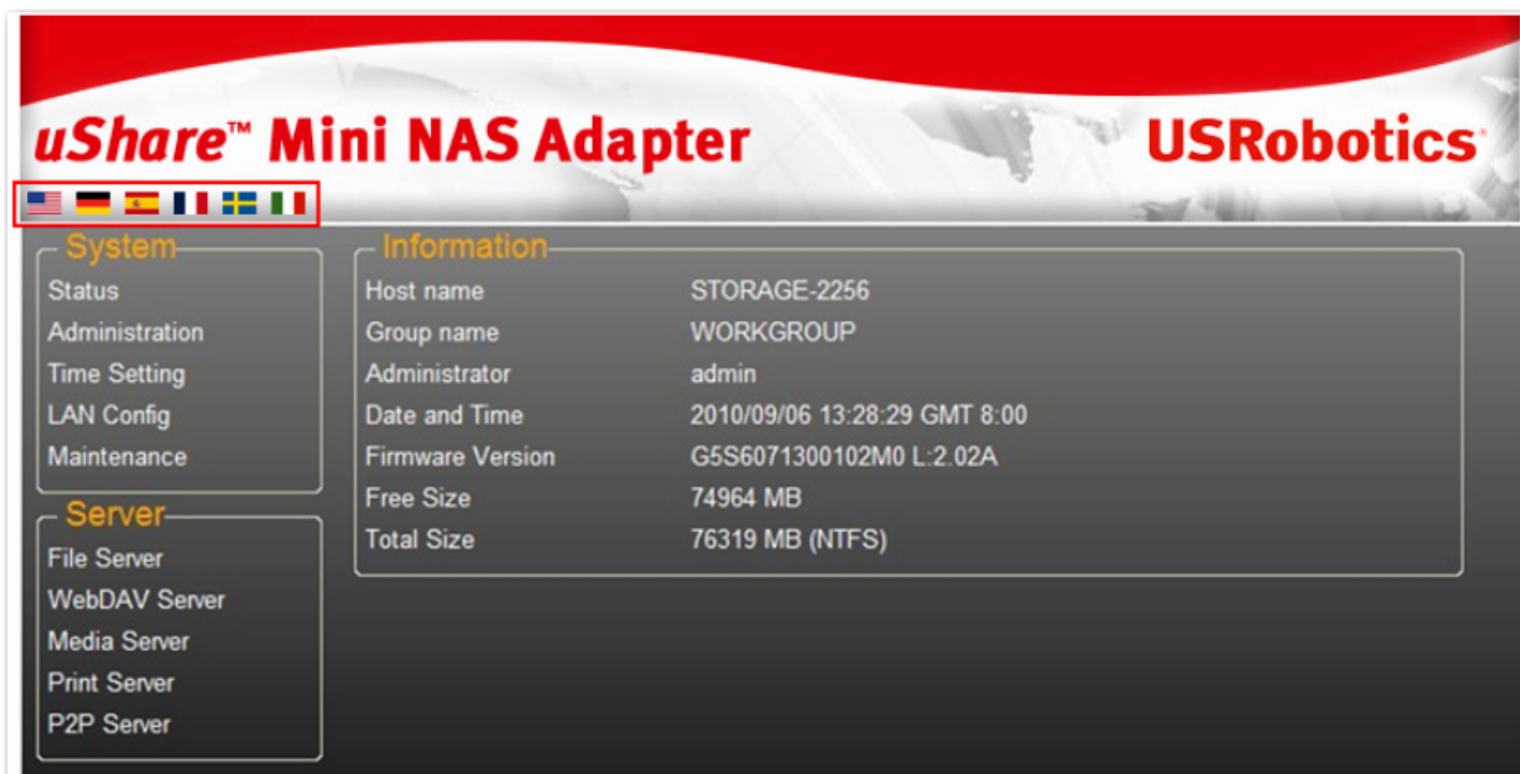 uShare™ Mini NAS Adapter
USRobotics
System
Status
Administration
Time Setting
LAN Config
Maintenance
Server
File Server
WebDAV Server
Media Server
Print Server
P2P Server
Information
Host name STORAGE-2256
Group name WORKGROUP
Administrator admin
Date and Time 2010/09/06 13:28:29 GMT 8:00
Firmware Version G5S6071300102M0 L:2.02A
Free Size 74964 MB
Total Size 76319 MB (NTFS)